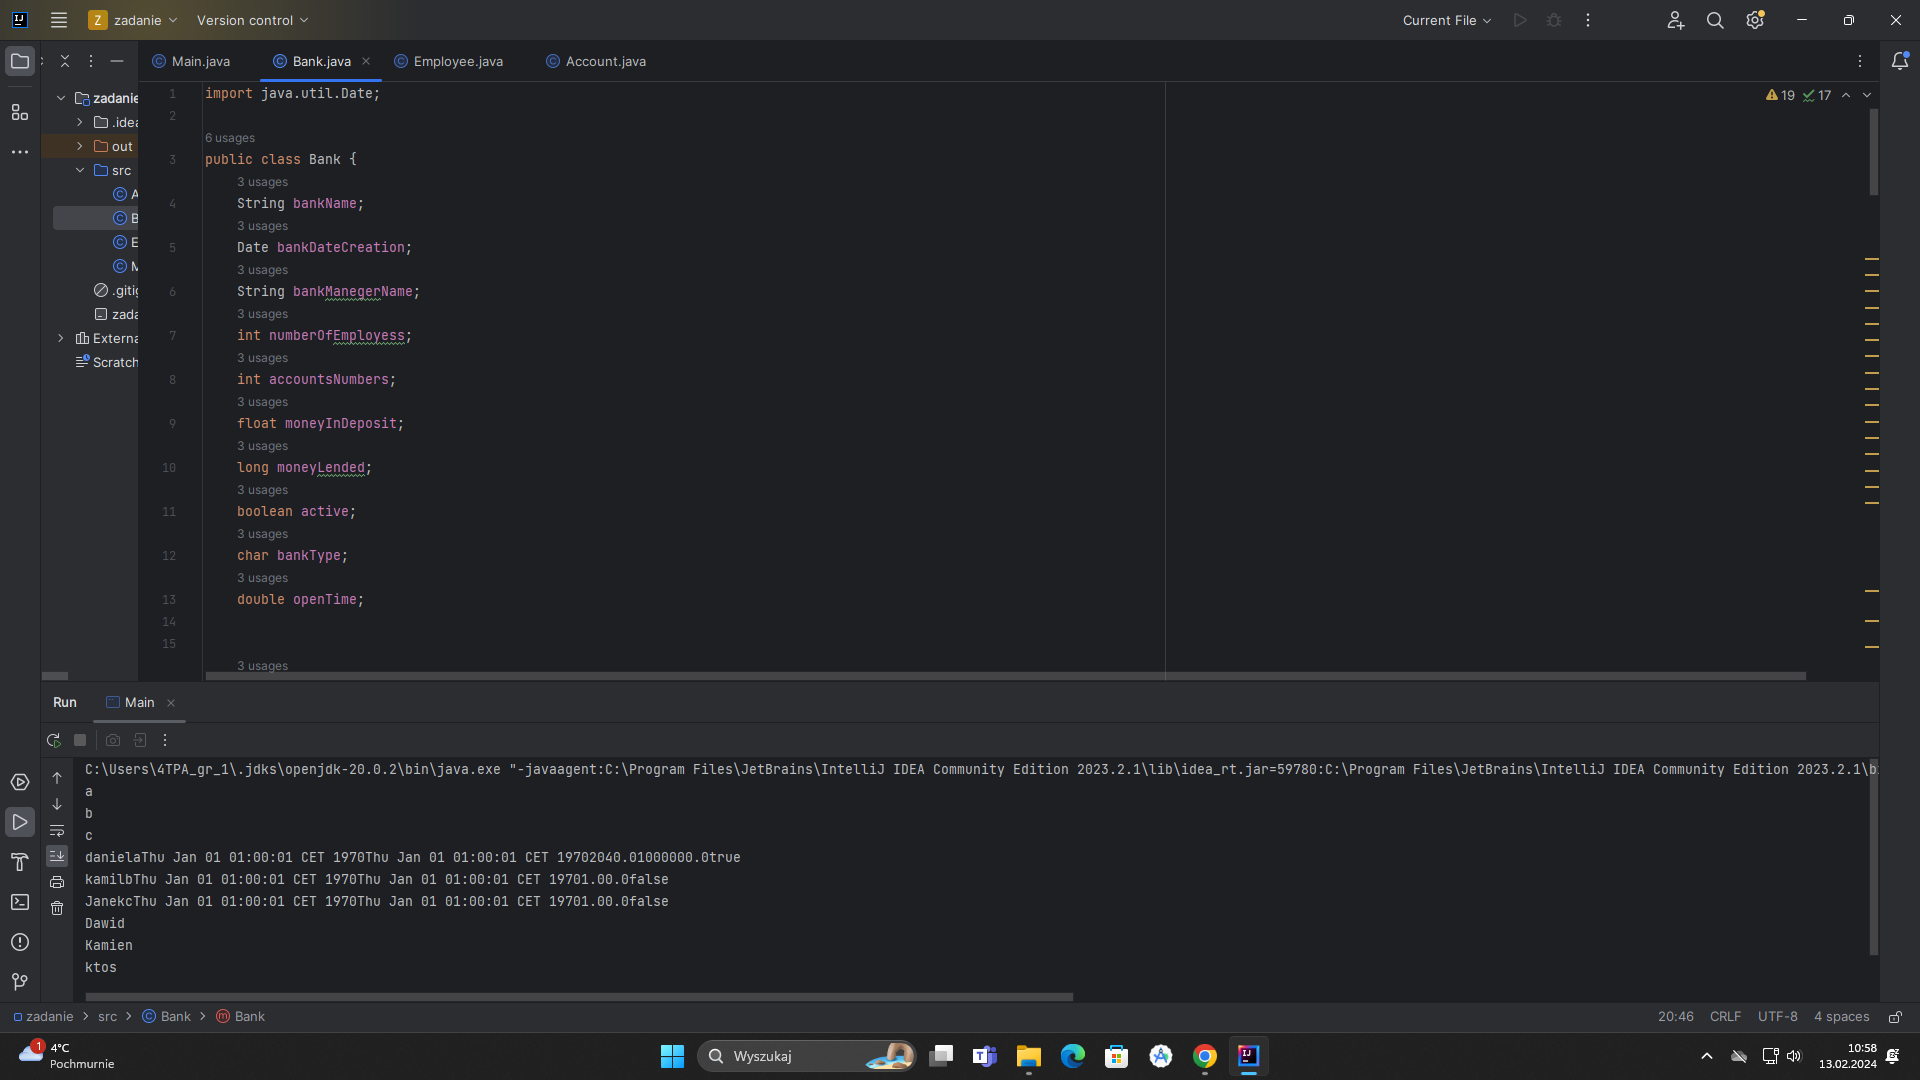 Z zadanie Version control Current File
Main.java Bank.java Employee.java Account.java
zadanie
.idea
out
src
A
B
E
M
.gitig
zada
Externa
Scratch
19 17
1 import java.util.Date;
2
6 usages
3 public class Bank {
3 usages
4 String bankName;
3 usages
5 Date bankDateCreation;
3 usages
6 String bankManegerName;
3 usages
7 int numberOfEmployess;
3 usages
8 int accountsNumbers;
3 usages
9 float moneyInDeposit;
3 usages
10 long moneyLended;
3 usages
11 boolean active;
3 usages
12 char bankType;
3 usages
13 double openTime;
14
15
3 usages
Run Main
C:\Users\4TPA_gr_1\.jdks\openjdk-20.0.2\bin\java.exe "-javaagent:C:\Program Files\JetBrains\IntelliJ IDEA Community Edition 2023.2.1\lib\idea_rt.jar=59780:C:\Program Files\JetBrains\IntelliJ IDEA Community Edition 2023.2.1\b
a
b
c
danielaThu Jan 01 01:00:01 CET 1970Thu Jan 01 01:00:01 CET 19702040.01000000.0true
kamilbThu Jan 01 01:00:01 CET 1970Thu Jan 01 01:00:01 CET 19701.00.0false
JanekcThu Jan 01 01:00:01 CET 1970Thu Jan 01 01:00:01 CET 19701.00.0false
Dawid
Kamien
ktos
zadanie > src > Bank > m Bank 20:46 CRLF UTF-8 4 spaces
1 4°C
Pochmurnie
Wyszukaj
10:58
13.02.2024